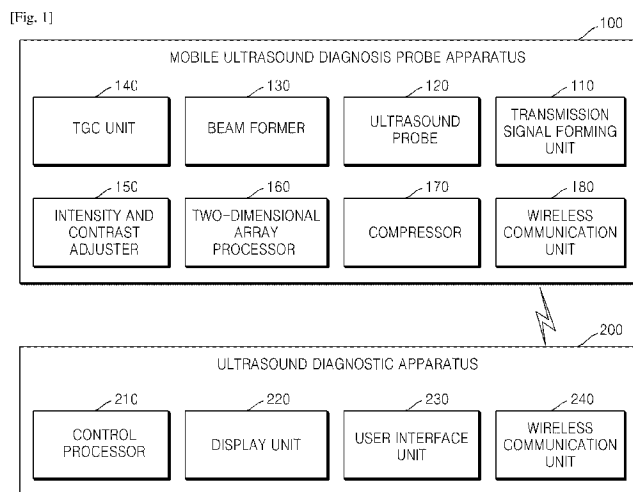 [Fig. 1]
100
MOBILE ULTRASOUND DIAGNOSIS PROBE APPARATUS
140
130
120
110
TGC UNIT
BEAM FORMER
ULTRASOUND
PROBE
TRANSMISSION
SIGNAL FORMING
UNIT
150
160
170
180
INTENSITY AND
CONTRAST
ADJUSTER
TWO-DIMENSIONAL
ARRAY
PROCESSOR
COMPRESSOR
WIRELESS
COMMUNICATION
UNIT
200
ULTRASOUND DIAGNOSTIC APPARATUS
210
220
230
240
CONTROL
PROCESSOR
DISPLAY UNIT
USER INTERFACE
UNIT
WIRELESS
COMMUNICATION
UNIT